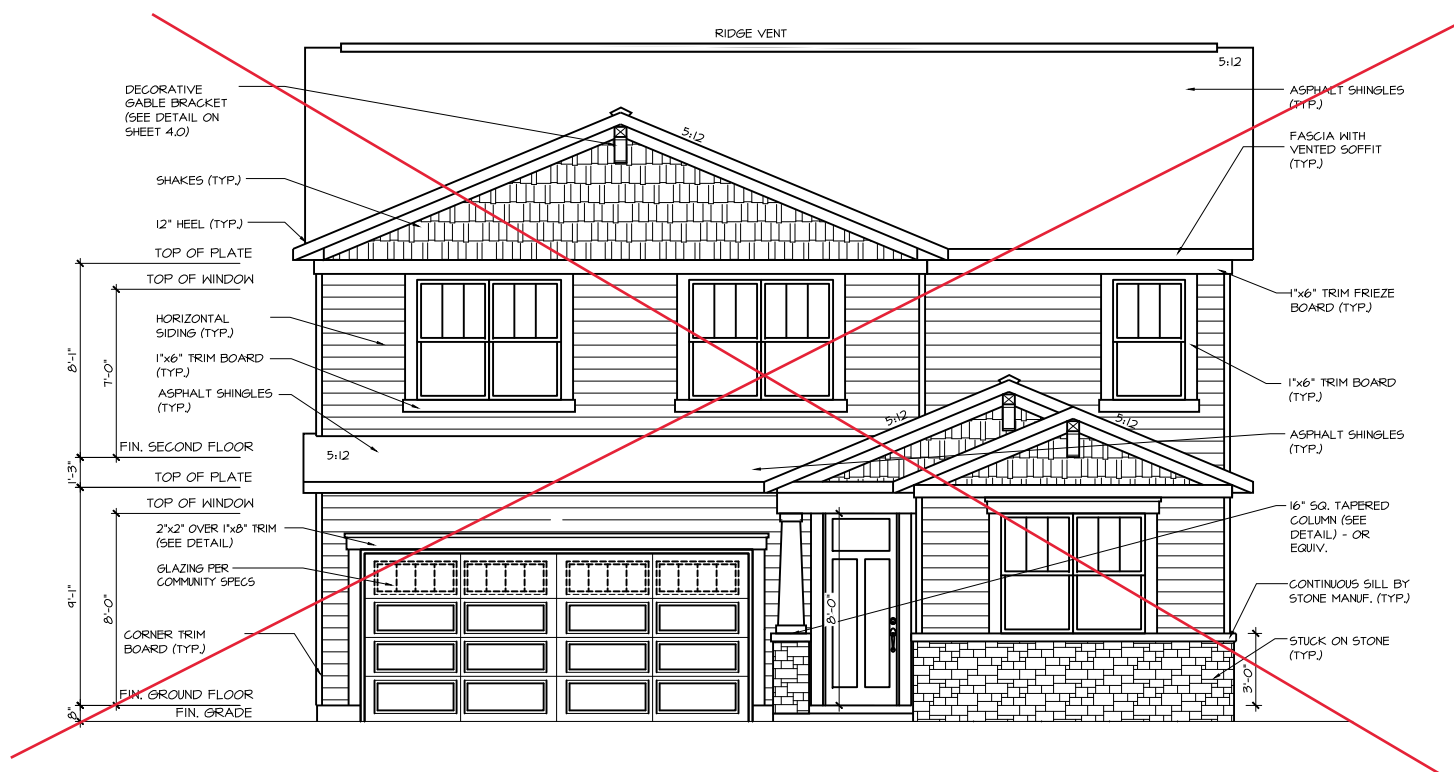 RIDGE VENT
5:12
DECORATIVE
GABLE BRACKET
(SEE DETAIL ON
SHEET 4.0)
ASPHALT SHINGLES
(TYP.)
5:12
FASCIA WITH
VENTED SOFFIT
(TYP.)
SHAKES (TYP.)
12" HEEL (TYP.)
TOP OF PLATE
TOP OF WINDOW
1"x6" TRIM FRIEZE
BOARD (TYP.)
HORIZONTAL
SIDING (TYP.)
8'-1"
7'-0"
1"x6" TRIM BOARD
(TYP.)
ASPHALT SHINGLES
(TYP.)
1"x6" TRIM BOARD
(TYP.)
5:12
5:12
ASPHALT SHINGLES
(TYP.)
FIN. SECOND FLOOR
5:12
1'-3"
TOP OF PLATE
TOP OF WINDOW
16" SQ. TAPERED
COLUMN (SEE
DETAIL) - OR
EQUIV.
2"x2" OVER 1"x8" TRIM
(SEE DETAIL)
GLAZING PER
COMMUNITY SPECS
9'-1"
8'-0"
8'-0"
CONTINUOUS SILL BY
STONE MANUF. (TYP.)
CORNER TRIM
BOARD (TYP.)
STUCK ON STONE
(TYP.)
3'-0"
FIN. GROUND FLOOR
FIN. GRADE
8"